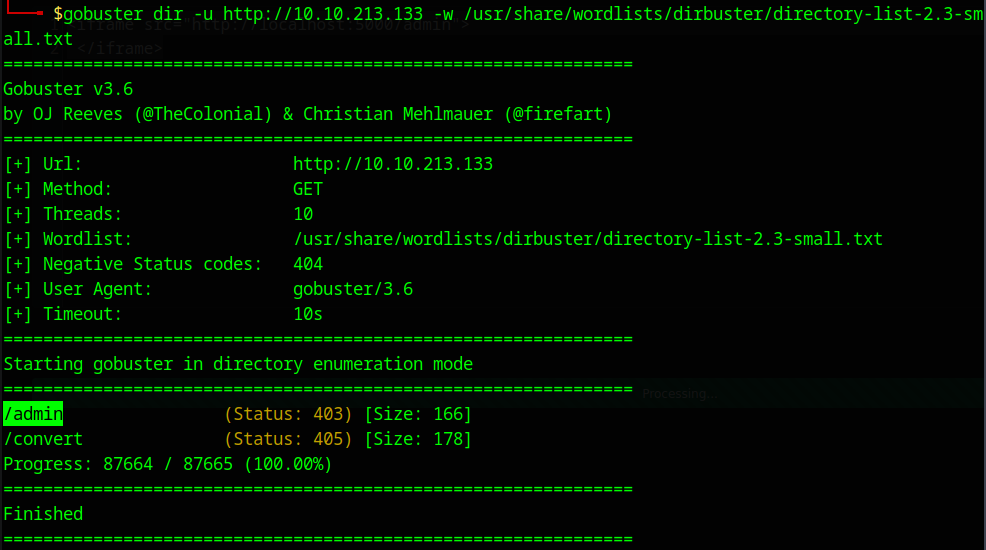 $gobuster dir -u http://10.10.213.133 -w /usr/share/wordlists/dirbuster/directory-list-2.3-sm
all.txt
</iframe>
===============================================================
Gobuster v3.6
by OJ Reeves (@TheColonial) & Christian Mehlmauer (@firefart)
===============================================================
[+] Url:                     http://10.10.213.133
[+] Method:                  GET
[+] Threads:                 10
[+] Wordlist:                /usr/share/wordlists/dirbuster/directory-list-2.3-small.txt
[+] Negative Status codes:   404
[+] User Agent:              gobuster/3.6
[+] Timeout:                 10s
===============================================================
Starting gobuster in directory enumeration mode
===============================================================
Processing...
/admin                (Status: 403) [Size: 166]
/convert              (Status: 405) [Size: 178]
Progress: 87664 / 87665 (100.00%)
===============================================================
Finished
===============================================================